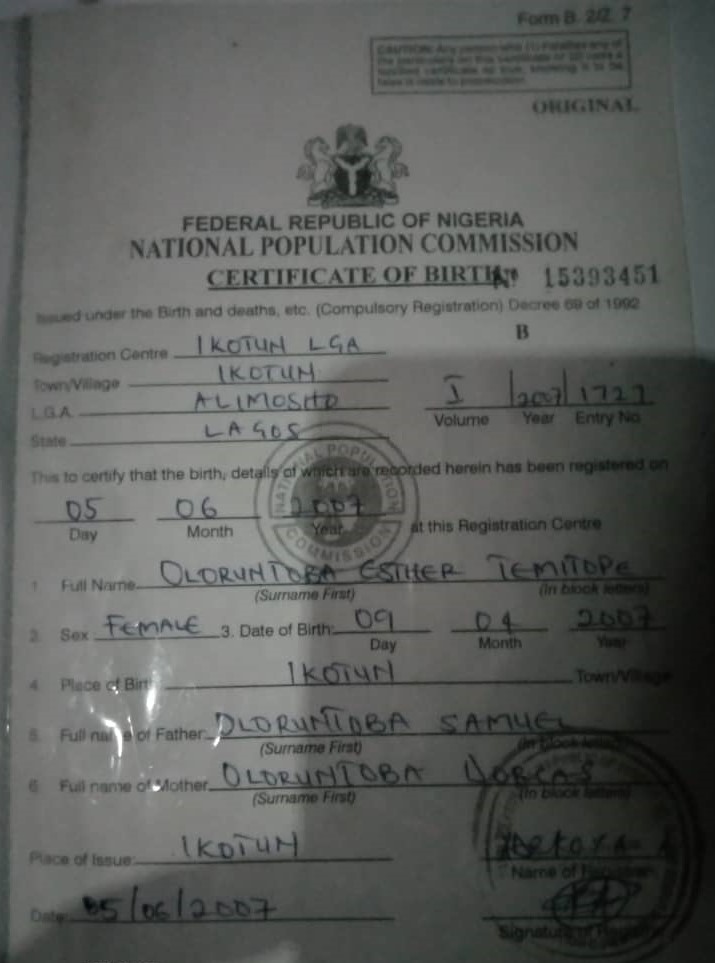 Form B. 2/Z. 7
CAUTION: Any person who (1) Falsifies any of
the particulars on this certificate or (2) uses a
falsified certificate as true, knowing it to be
false is liable to prosecution
ORIGINAL
FEDERAL REPUBLIC OF NIGERIA
NATIONAL POPULATION COMMISSION
CERTIFICATE OF BIRTH Nº 15393451
Issued under the Birth and deaths, etc. (Compulsory Registration) Decree 69 of 1992
B
Registration Centre IKOTUN LGA
Town/Village IKOTUN
L.G.A. ALIMOSHO
I 2007 1727
Volume Year Entry No
State LAGOS
This to certify that the birth, details of which are recorded herein has been registered on
05 06 2007 at this Registration Centre
Day Month Year
NATIONAL POPULATION COMMISSION
1 Full Name OLORUNTOBA ESTHER TEMITOPE
(Surname First) (In block letters)
2. Sex FEMALE 3. Date of Birth: 09 04 2007
Day Month Year
4 Place of Birth IKOTUN Town/Village
5. Full name of Father OLORUNTOBA SAMUEL
(Surname First) (In block letters)
6. Full name of Mother OLORUNTOBA DORCAS
(Surname First) (In block letters)
Place of Issue: IKOTUN
Name of Registrar
Date: 05/06/2007
Signature of Registrar